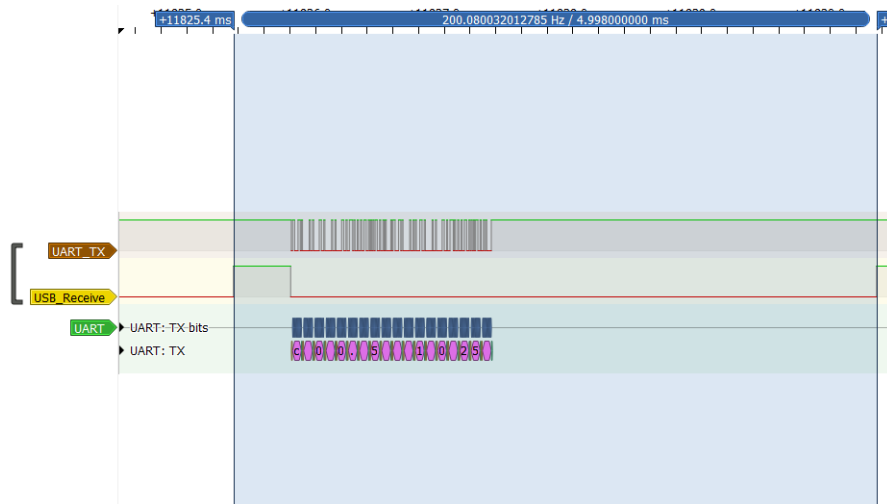 +11825.4 ms
200.080032012785 Hz / 4.998000000 ms
UART_TX
USB_Receive
UART
UART: TX bits
UART: TX
c 0 0 . 5 1 0 2 5